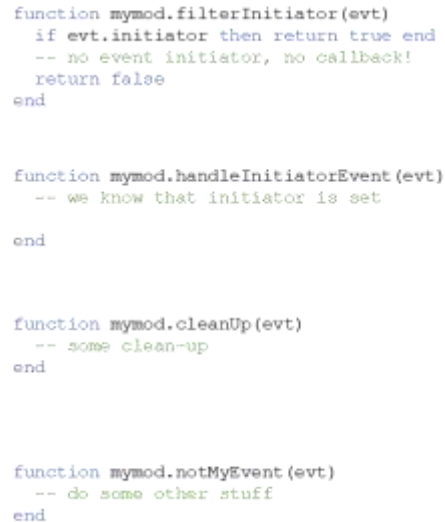 function mymod.filterInitiator(evt)
if evt.initiator then return true end
-- no event initiator, no callback!
return false
end
function mymod.handleInitiatorEvent(evt)
-- we know that initiator is set
end
function mymod.cleanUp(evt)
-- some clean-up
end
function mymod.notMyEvent(evt)
-- do some other stuff
end